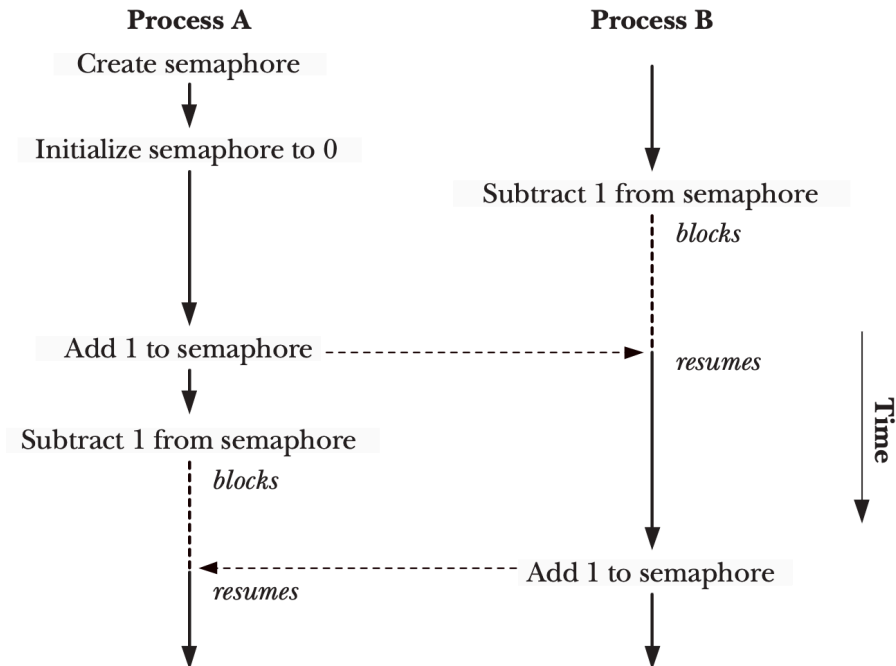 Process A
Process B
Create semaphore
Initialize semaphore to 0
Subtract 1 from semaphore
blocks
Add 1 to semaphore
resumes
Subtract 1 from semaphore
blocks
Time
Add 1 to semaphore
resumes